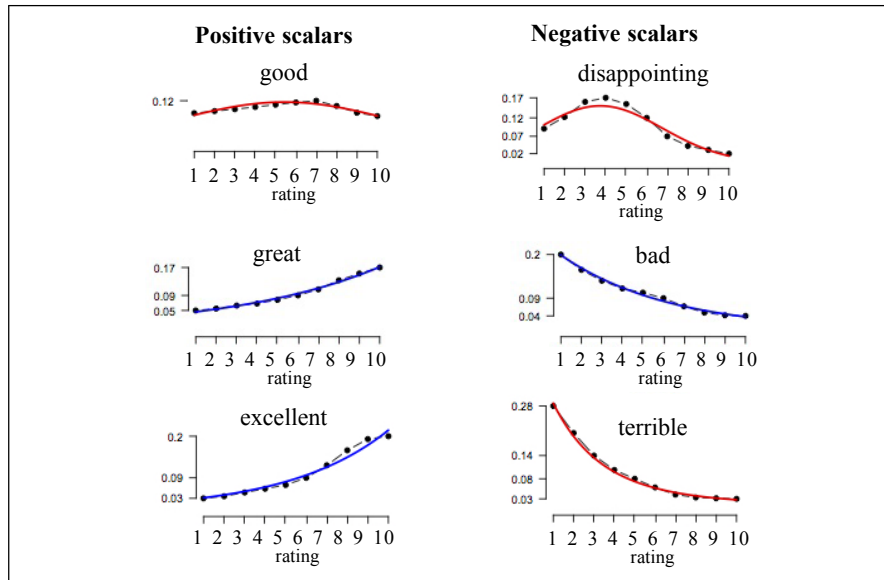 Positive scalars
good
0.12
1 2 3 4 5 6 7 8 9 10
rating
great
0.17
0.09
0.05
1 2 3 4 5 6 7 8 9 10
rating
excellent
0.2
0.09
0.03
1 2 3 4 5 6 7 8 9 10
rating
Negative scalars
disappointing
0.17
0.12
0.07
0.02
1 2 3 4 5 6 7 8 9 10
rating
bad
0.2
0.09
0.04
1 2 3 4 5 6 7 8 9 10
rating
terrible
0.28
0.14
0.08
0.03
1 2 3 4 5 6 7 8 9 10
rating